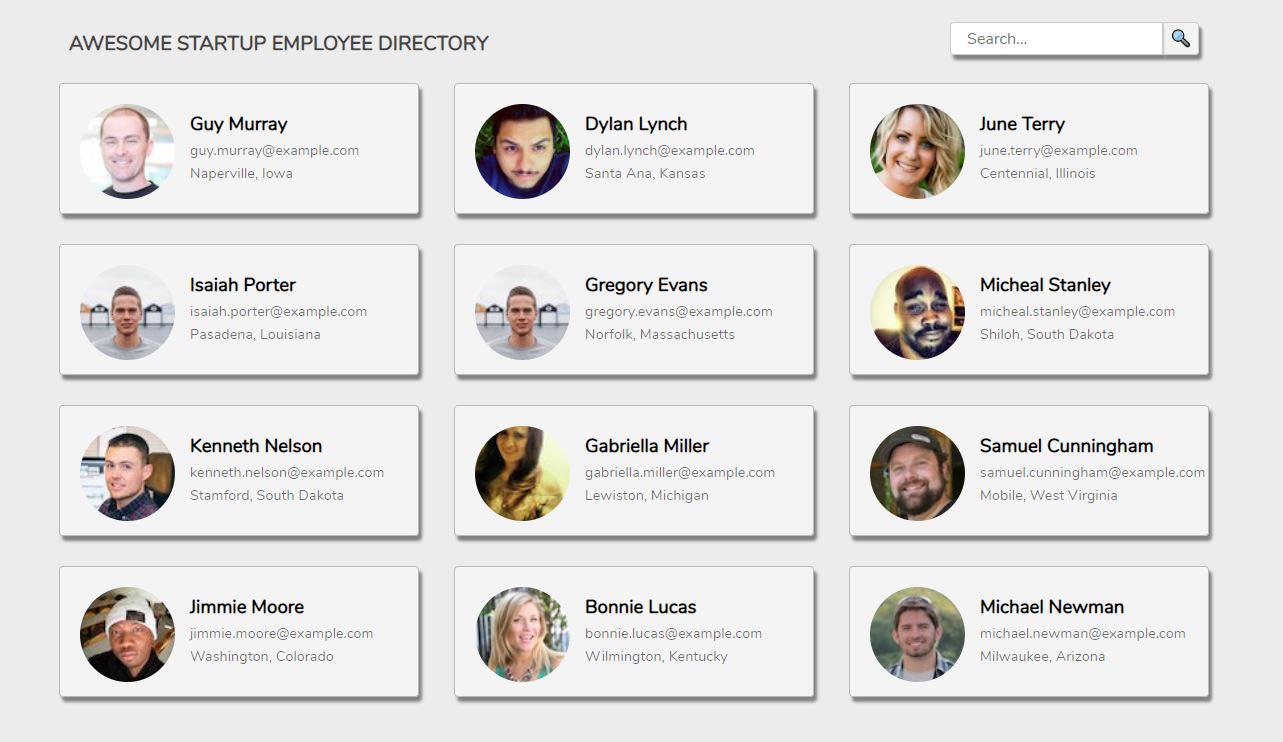 AWESOME STARTUP EMPLOYEE DIRECTORY
Search...
Guy Murray
guy.murray@example.com
Naperville, Iowa
Dylan Lynch
dylan.lynch@example.com
Santa Ana, Kansas
June Terry
june.terry@example.com
Centennial, Illinois
Isaiah Porter
isaiah.porter@example.com
Pasadena, Louisiana
Gregory Evans
gregory.evans@example.com
Norfolk, Massachusetts
Micheal Stanley
micheal.stanley@example.com
Shiloh, South Dakota
Kenneth Nelson
kenneth.nelson@example.com
Stamford, South Dakota
Gabriella Miller
gabriella.miller@example.com
Lewiston, Michigan
Samuel Cunningham
samuel.cunningham@example.com
Mobile, West Virginia
Jimmie Moore
jimmie.moore@example.com
Washington, Colorado
Bonnie Lucas
bonnie.lucas@example.com
Wilmington, Kentucky
Michael Newman
michael.newman@example.com
Milwaukee, Arizona